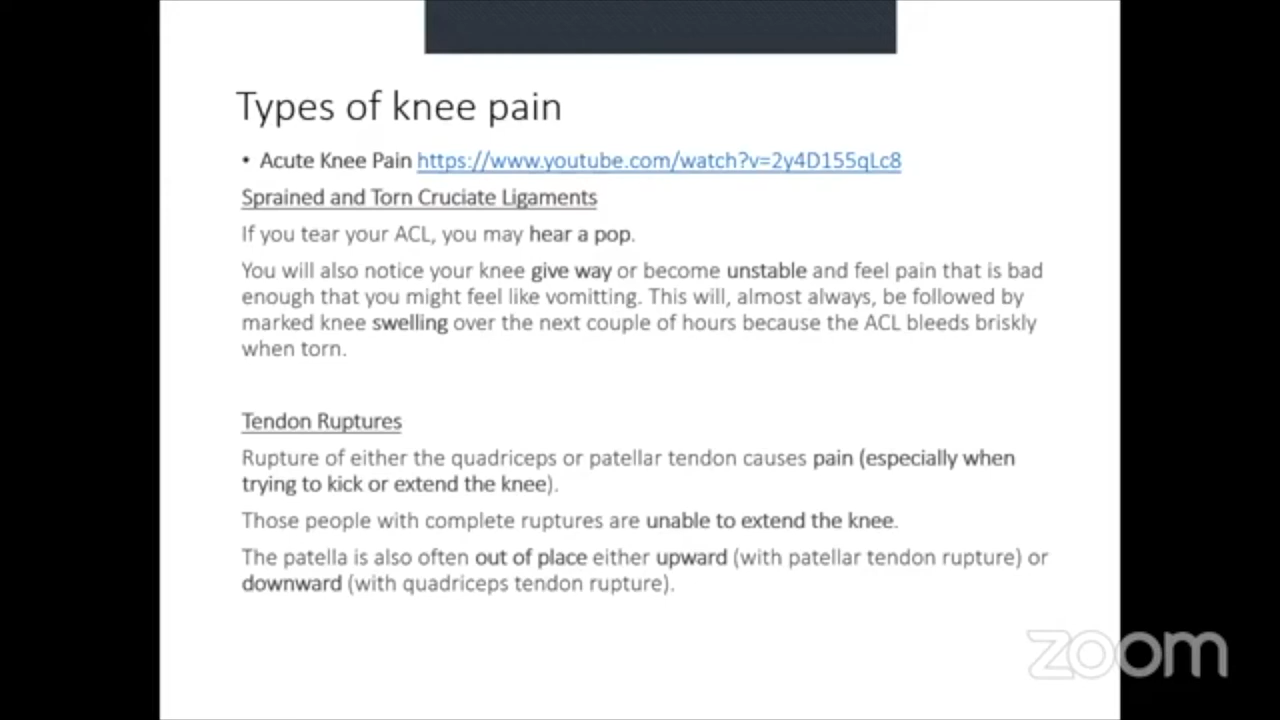 Types of knee pain
• Acute Knee Pain https://www.youtube.com/watch?v=2y4D155qLc8
Sprained and Torn Cruciate Ligaments
If you tear your ACL, you may hear a pop.
You will also notice your knee give way or become unstable and feel pain that is bad
enough that you might feel like vomitting. This will, almost always, be followed by
marked knee swelling over the next couple of hours because the ACL bleeds briskly
when torn.
Tendon Ruptures
Rupture of either the quadriceps or patellar tendon causes pain (especially when
trying to kick or extend the knee).
Those people with complete ruptures are unable to extend the knee.
The patella is also often out of place either upward (with patellar tendon rupture) or
downward (with quadriceps tendon rupture).
zoom